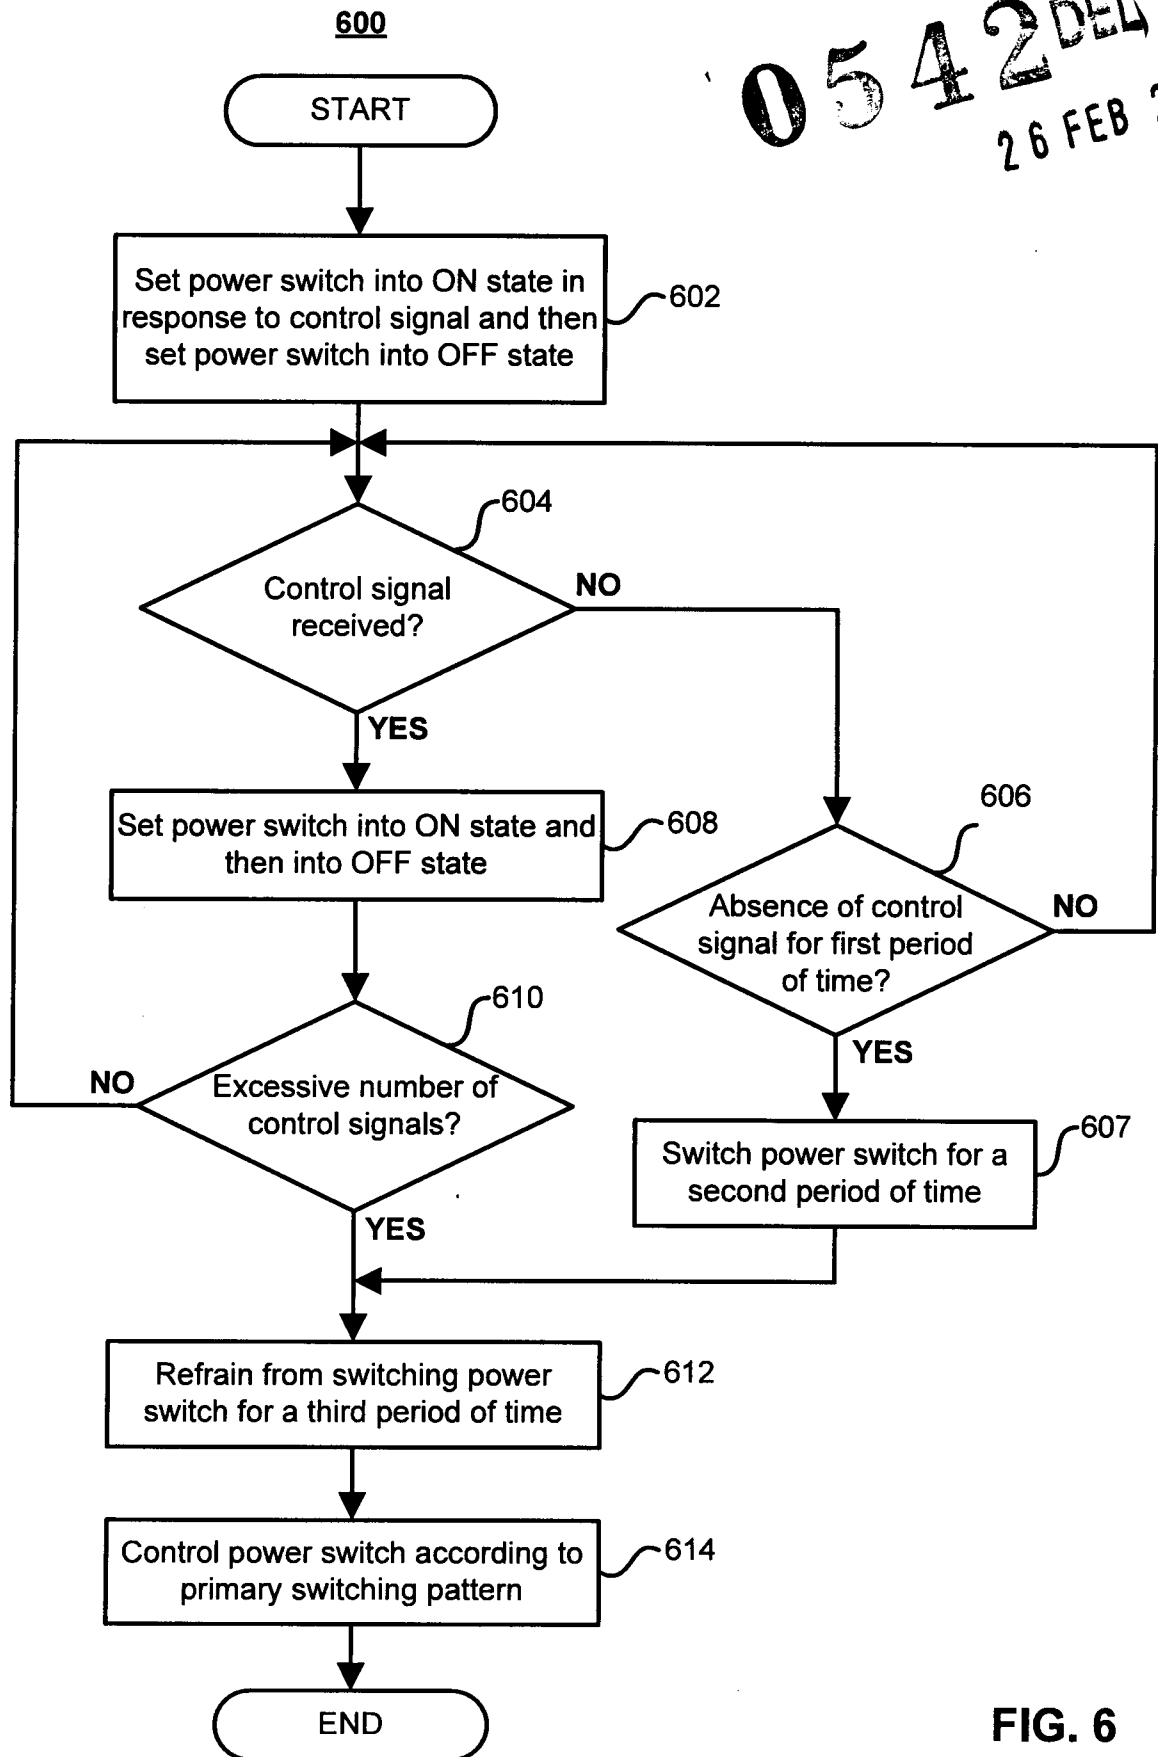 600
0542 DEL
26 FEB
START
Set power switch into ON state in
response to control signal and then
set power switch into OFF state
602
604
Control signal
received?
NO
YES
Set power switch into ON state and
then into OFF state
608
606
Absence of control
signal for first period
of time?
NO
YES
610
Excessive number of
control signals?
NO
YES
Switch power switch for a
second period of time
607
Refrain from switching power
switch for a third period of time
612
Control power switch according to
primary switching pattern
614
END
FIG. 6